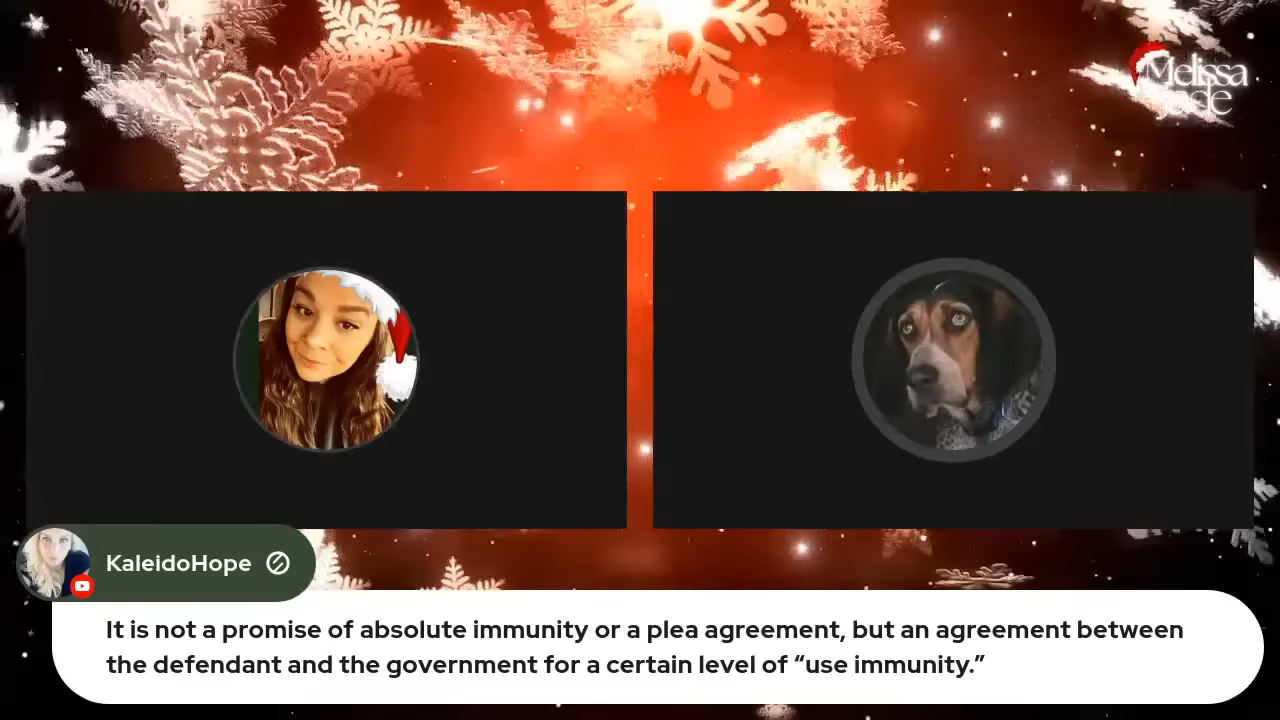 Melissa
KaleidoHope
It is not a promise of absolute immunity or a plea agreement, but an agreement between
the defendant and the government for a certain level of “use immunity.”